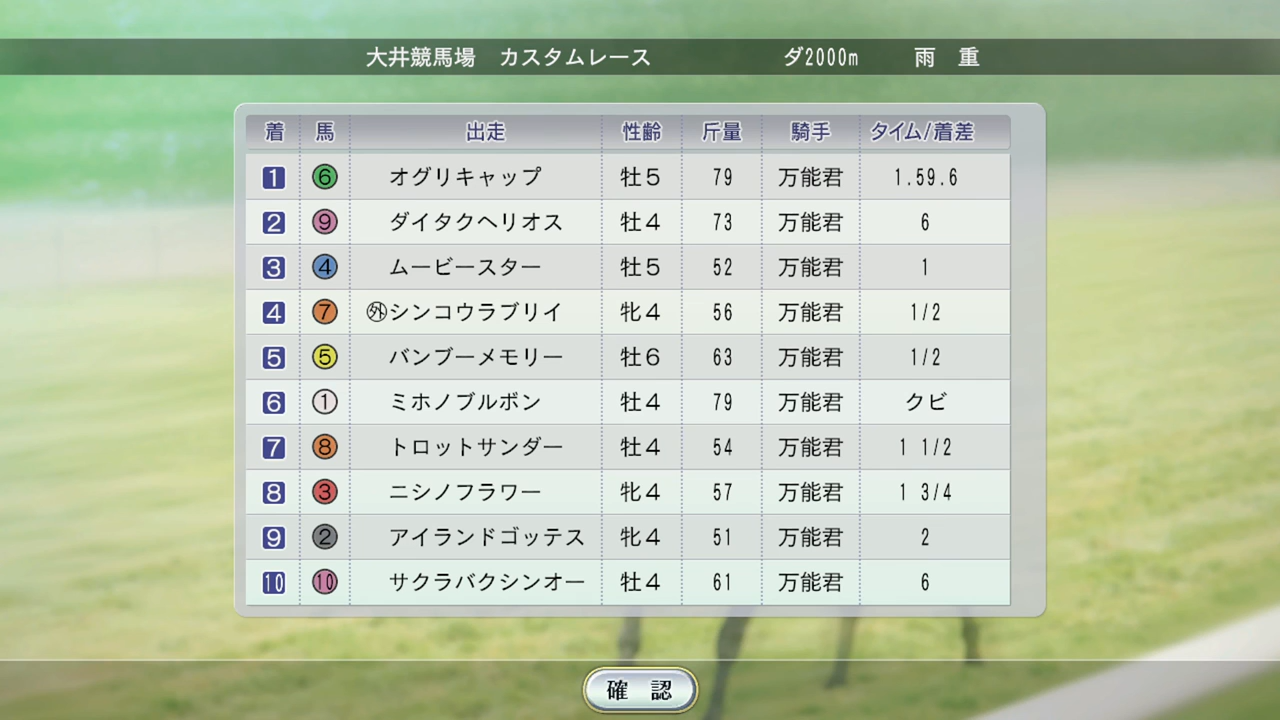 大井競馬場 カスタムレース ダ2000m 雨 重
着 馬 出走 性齢 斤量 騎手 タイム/着差
1 6 オグリキャップ 牡5 79 万能君 1.59.6
2 9 ダイタクヘリオス 牡4 73 万能君 6
3 4 ムービースター 牡5 52 万能君 1
4 7 外シンコウラブリイ 牝4 56 万能君 1/2
5 5 バンブーメモリー 牡6 63 万能君 1/2
6 1 ミホノブルボン 牡4 79 万能君 クビ
7 8 トロットサンダー 牡4 54 万能君 1 1/2
8 3 ニシノフラワー 牝4 57 万能君 1 3/4
9 2 アイランドゴッテス 牝4 51 万能君 2
10 10 サクラバクシンオー 牡4 61 万能君 6
確認